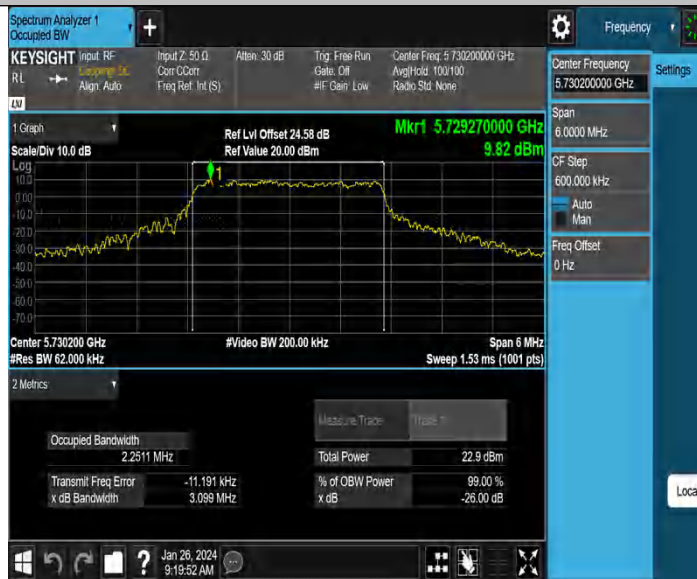 Spectrum Analyzer 1
Occupied BW
+
Frequency
KEYSIGHT
RL
Input: RF
Coupling: DC
Align: Auto
Input Z: 50 Ω
Corr CCorr
Freq Ref: Int (S)
Atten: 30 dB
Trig: Free Run
Gate: Off
#IF Gain: Low
Center Freq: 5.730200000 GHz
Avg|Hold: 100/100
Radio Std: None
LXI
1 Graph
Scale/Div 10.0 dB
Ref Lvl Offset 24.58 dB
Ref Value 20.00 dBm
Mkr1 5.729270000 GHz
9.82 dBm
Log
10.0
0.00
-10.0
-20.0
-30.0
-40.0
-50.0
-60.0
-70.0
1
Center 5.730200 GHz
#Res BW 62.000 kHz
#Video BW 200.00 kHz
Span 6 MHz
Sweep 1.53 ms (1001 pts)
2 Metrics
Measure Trace
Trace 1
Occupied Bandwidth
2.2511 MHz
Total Power
22.9 dBm
Transmit Freq Error
-11.191 kHz
% of OBW Power
99.00 %
x dB Bandwidth
3.099 MHz
x dB
-26.00 dB
Center Frequency
5.730200000 GHz
Settings
Span
6.0000 MHz
CF Step
600.000 kHz
Auto
Man
Freq Offset
0 Hz
Loca
?
Jan 26, 2024
9:19:52 AM